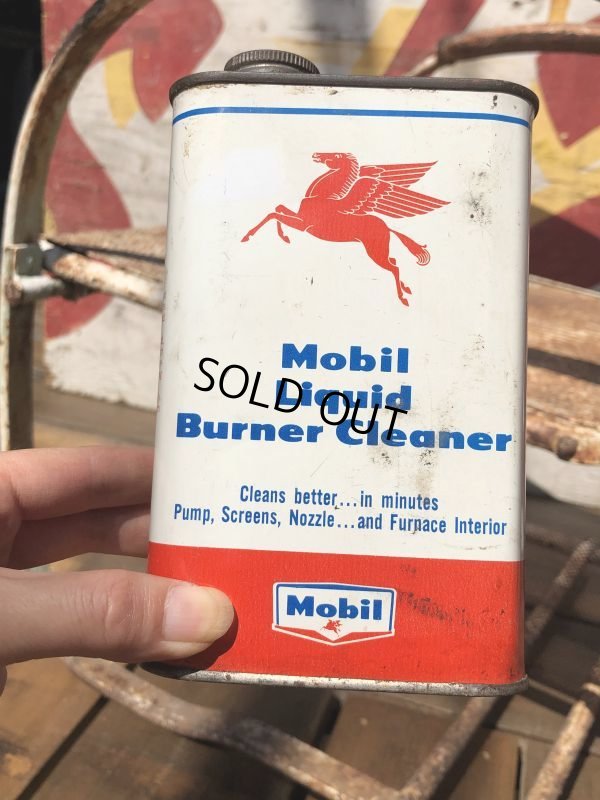 Mobil
Liquid
Burner Cleaner
SOLD OUT
Cleans better...in minutes
Pump, Screens, Nozzle...and Furnace Interior
Mobil